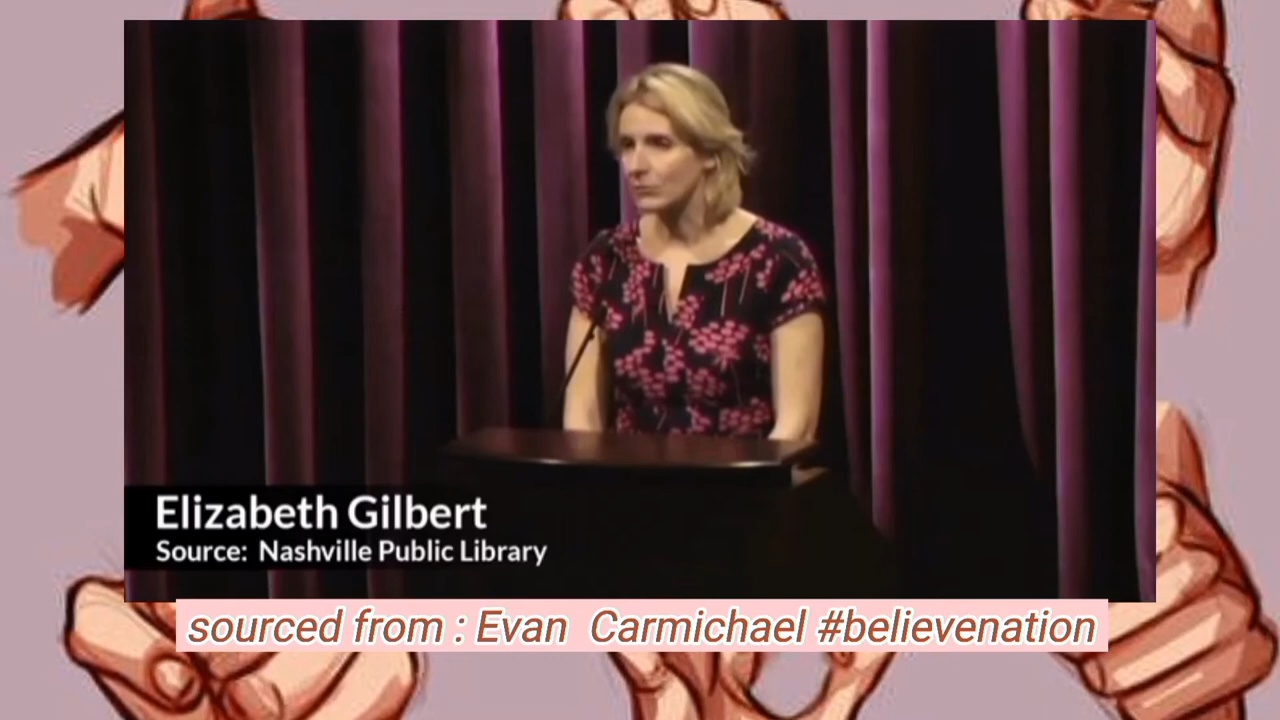 Elizabeth Gilbert
Source: Nashville Public Library
sourced from : Evan Carmichael #believenation